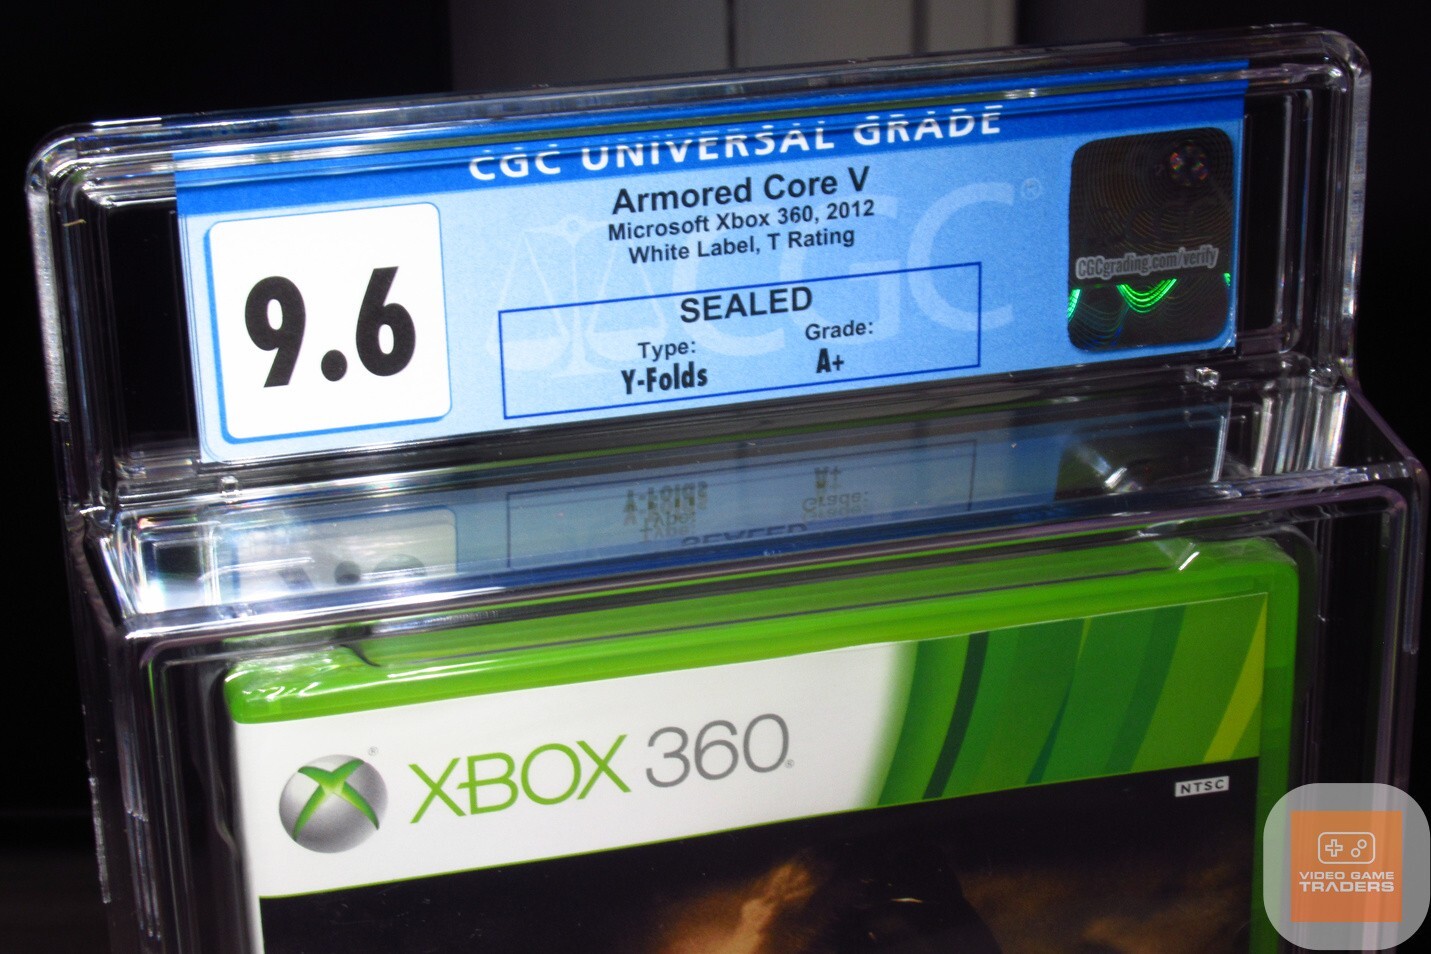 CGC UNIVERSAL GRADE
9.6
Armored Core V
Microsoft Xbox 360, 2012
White Label, T Rating
SEALED
Type: Grade:
Y-Folds A+
CGC
CGCgrading.com/verify
XBOX 360
NTSC
VIDEO GAME
TRADERS